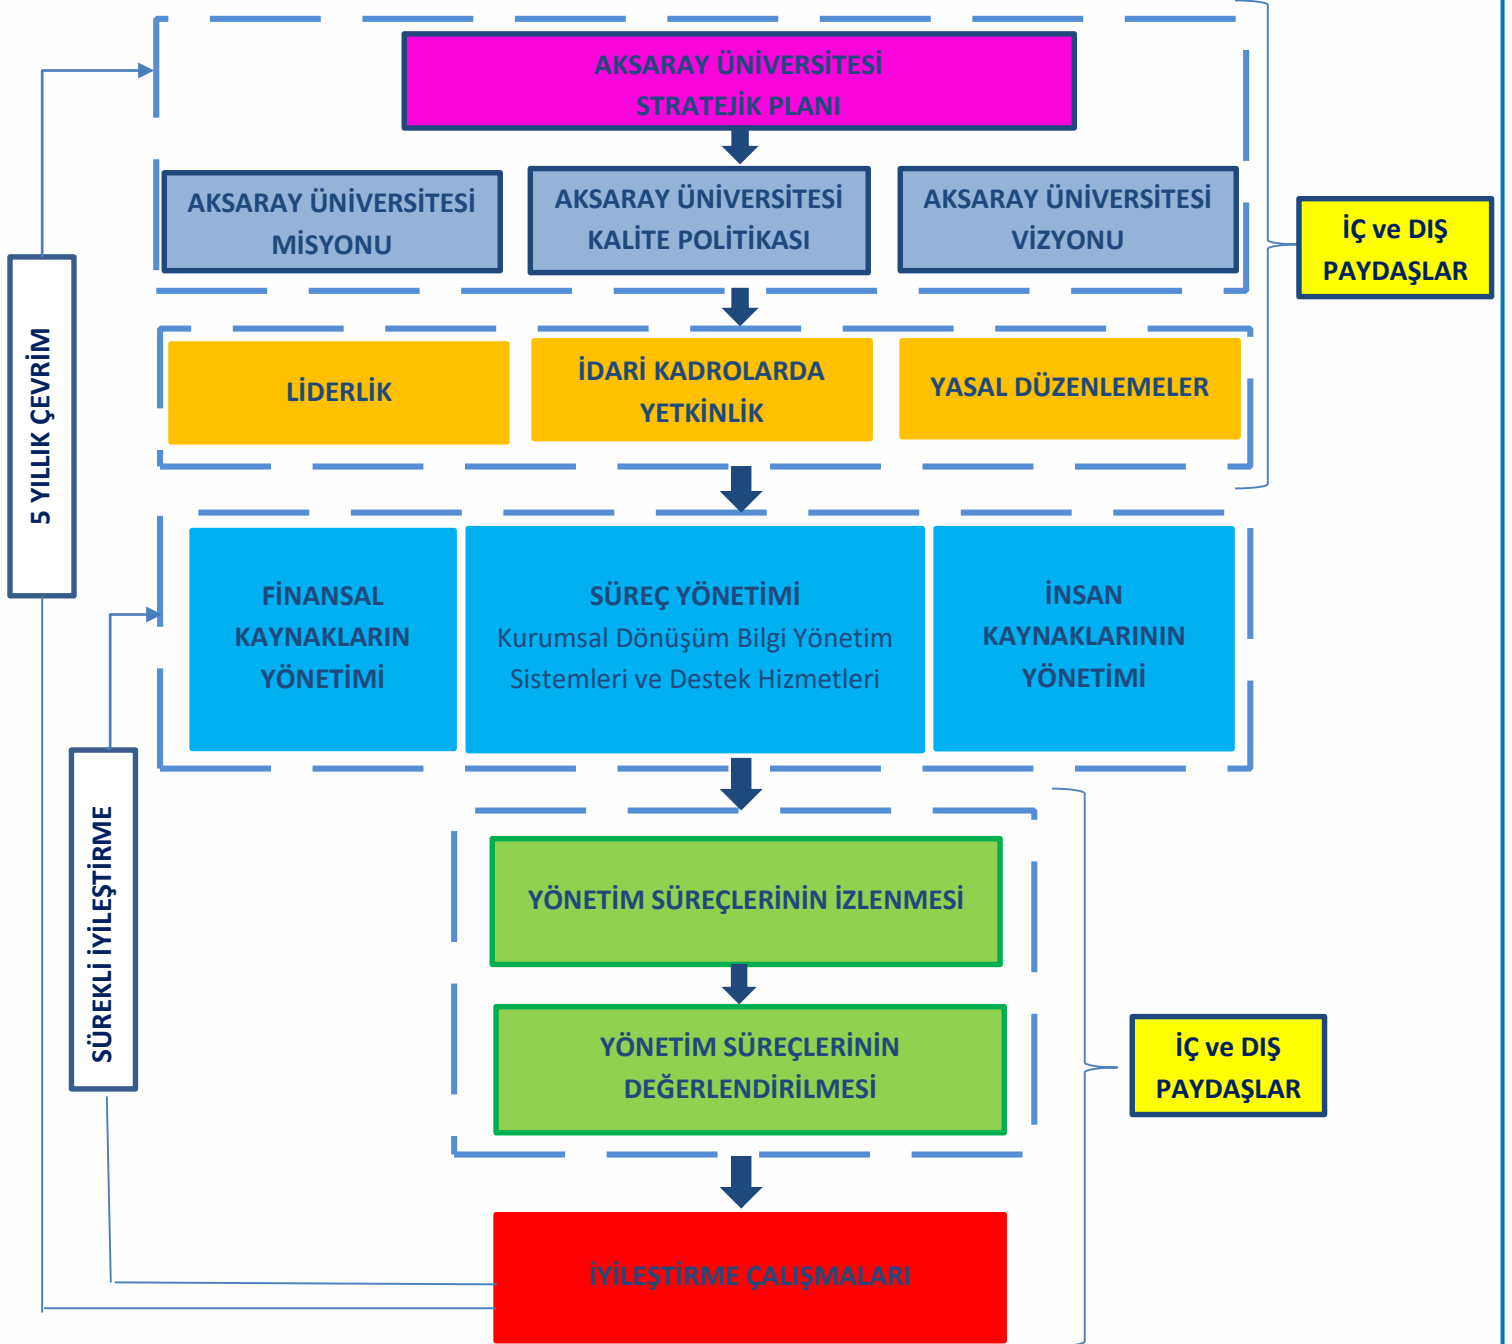 AKSARAY ÜNİVERSİTESİ
STRATEJİK PLANI
AKSARAY ÜNİVERSİTESİ
MİSYONU
AKSARAY ÜNİVERSİTESİ
KALİTE POLİTİKASI
AKSARAY ÜNİVERSİTESİ
VİZYONU
İÇ ve DIŞ
PAYDAŞLAR
5 YILLIK ÇEVRİM
LİDERLİK
İDARİ KADROLARDA
YETKİNLİK
YASAL DÜZENLEMELER
FİNANSAL
KAYNAKLARIN
YÖNETİMİ
SÜREÇ YÖNETİMİ
Kurumsal Dönüşüm Bilgi Yönetim
Sistemleri ve Destek Hizmetleri
İNSAN
KAYNAKLARININ
YÖNETİMİ
SÜREKLİ İYİLEŞTİRME
YÖNETİM SÜREÇLERİNİN İZLENMESİ
YÖNETİM SÜREÇLERİNİN
DEĞERLENDİRİLMESİ
İÇ ve DIŞ
PAYDAŞLAR
İYİLEŞTİRME ÇALIŞMALARI